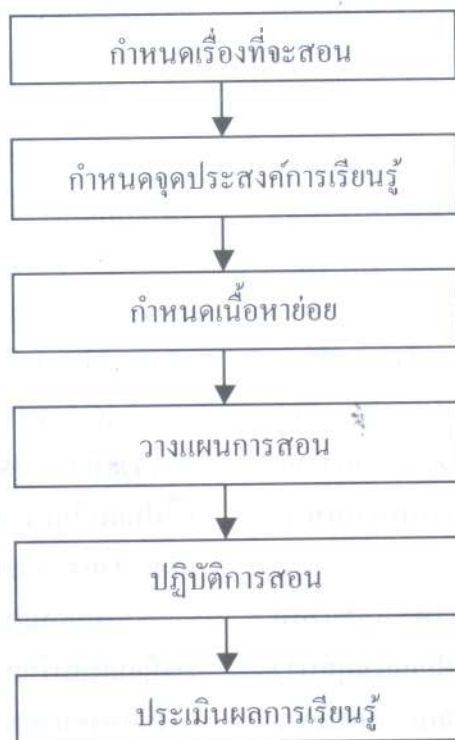 กำหนดเรื่องที่จะสอน
กำหนดจุดประสงค์การเรียนรู้
กำหนดเนื้อหาย่อย
วางแผนการสอน
ปฏิบัติการสอน
ประเมินผลการเรียนรู้